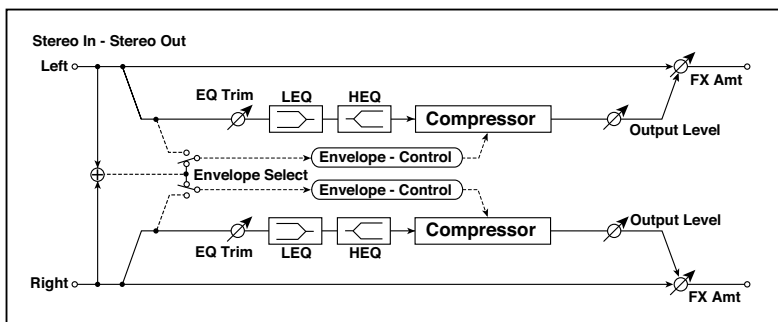 Stereo In - Stereo Out
Left
FX Amt
EQ Trim
LEQ
HEQ
Compressor
Output Level
Envelope - Control
Envelope Select
Envelope - Control
Output Level
EQ Trim
LEQ
HEQ
Compressor
Right
FX Amt